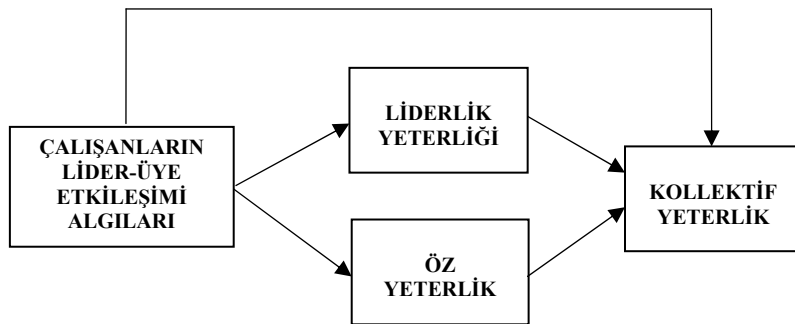 ÇALIŞANLARIN
LİDER-ÜYE
ETKİLEŞİMİ
ALGILARI
LİDERLİK
YETERLİĞİ
ÖZ
YETERLİK
KOLLEKTİF
YETERLİK